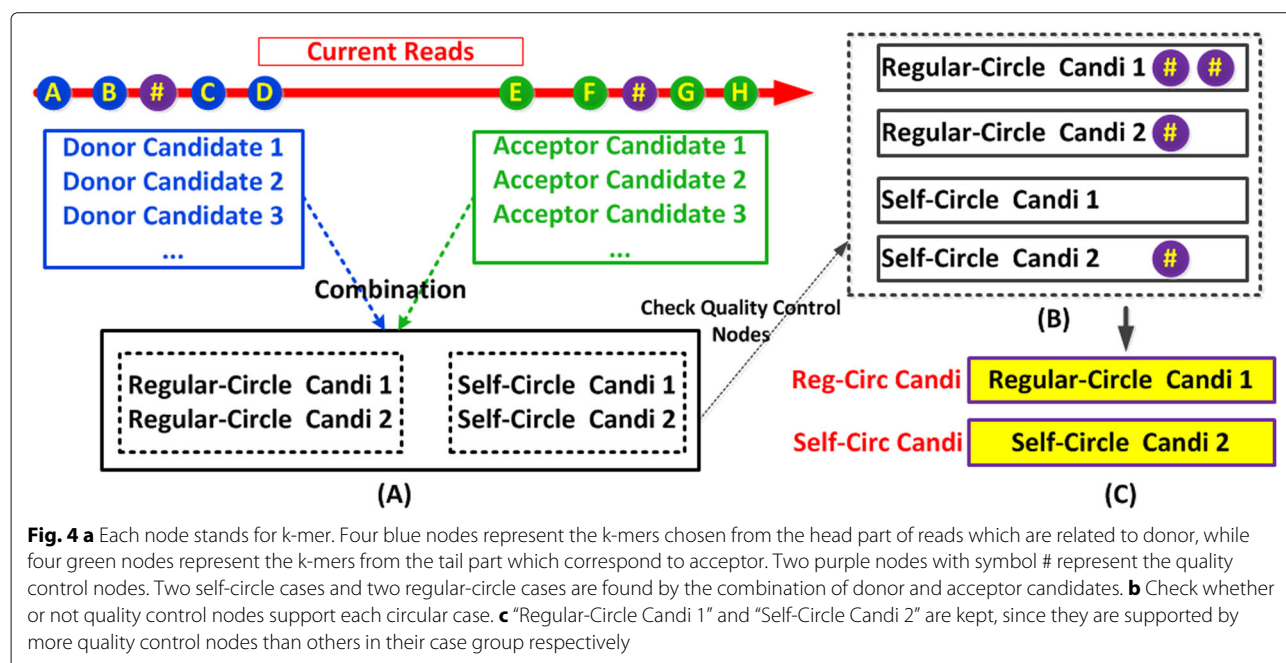 Current Reads
A B # C D E F # G H
Donor Candidate 1
Donor Candidate 2
Donor Candidate 3
...
Acceptor Candidate 1
Acceptor Candidate 2
Acceptor Candidate 3
...
Combination
Regular-Circle Candi 1
Regular-Circle Candi 2
Self-Circle Candi 1
Self-Circle Candi 2
(A)
Check Quality Control
Nodes
Regular-Circle Candi 1 # #
Regular-Circle Candi 2 #
Self-Circle Candi 1
Self-Circle Candi 2 #
(B)
Reg-Circ Candi Regular-Circle Candi 1
Self-Circ Candi Self-Circle Candi 2
(C)
Fig. 4 a Each node stands for k-mer. Four blue nodes represent the k-mers chosen from the head part of reads which are related to donor, while
four green nodes represent the k-mers from the tail part which correspond to acceptor. Two purple nodes with symbol # represent the quality
control nodes. Two self-circle cases and two regular-circle cases are found by the combination of donor and acceptor candidates. b Check whether
or not quality control nodes support each circular case. c “Regular-Circle Candi 1” and “Self-Circle Candi 2” are kept, since they are supported by
more quality control nodes than others in their case group respectively